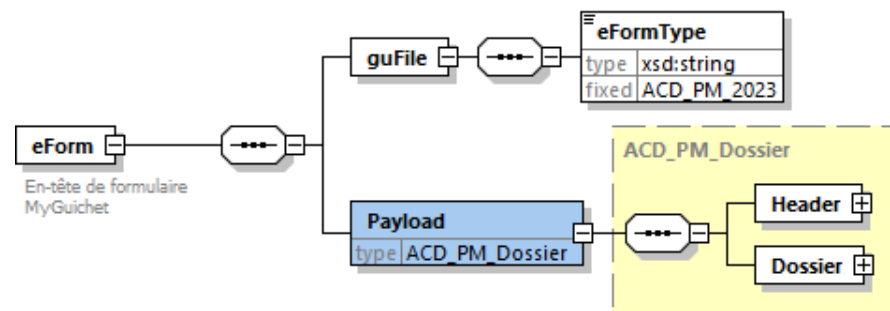 eFormType
type xsd:string
fixed ACD_PM_2023
guFile
eForm
En-tête de formulaire
MyGuichet
ACD_PM_Dossier
Payload
type ACD_PM_Dossier
Header
Dossier